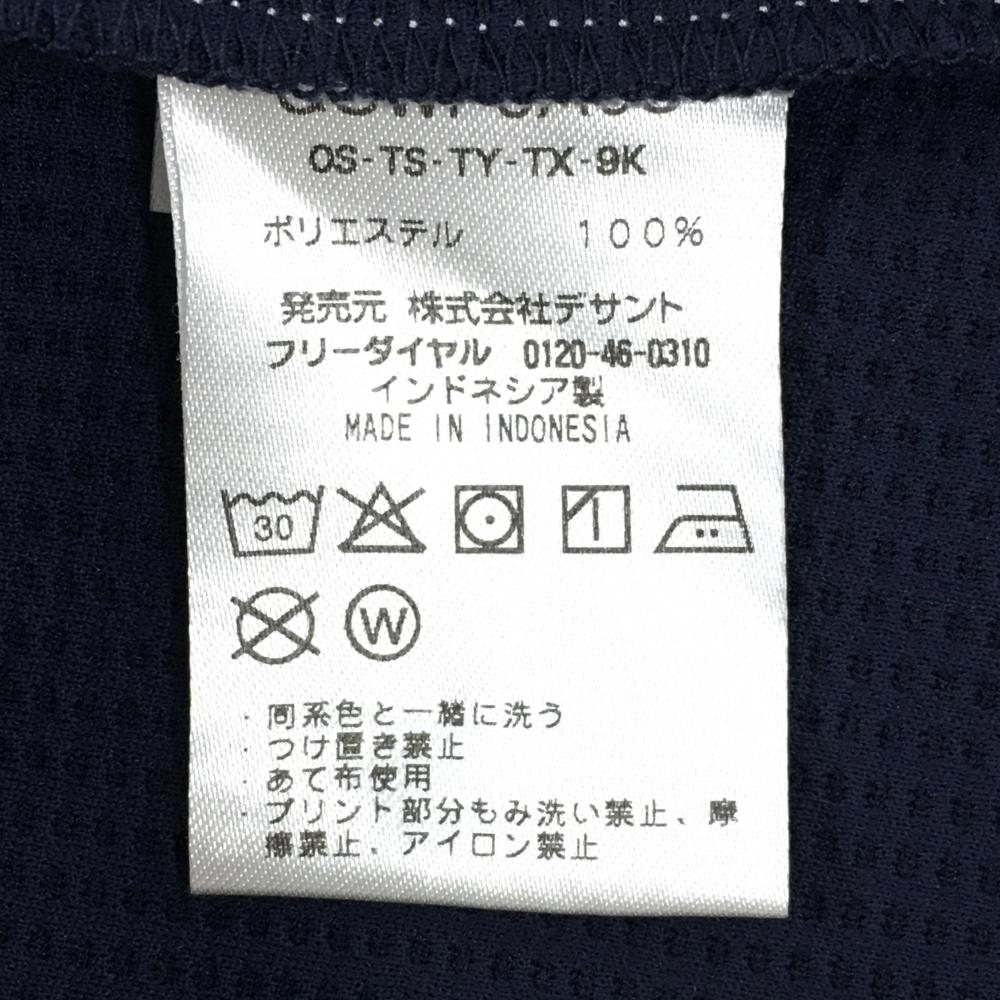 OS-TS-TY-TX-9K
ポリエステル 100%
発売元 株式会社デサント
フリーダイヤル 0120-46-0310
インドネシア製
MADE IN INDONESIA
30
W
・同系色と一緒に洗う
・つけ置き禁止
・あて布使用
・プリント部分もみ洗い禁止、摩
擦禁止、アイロン禁止